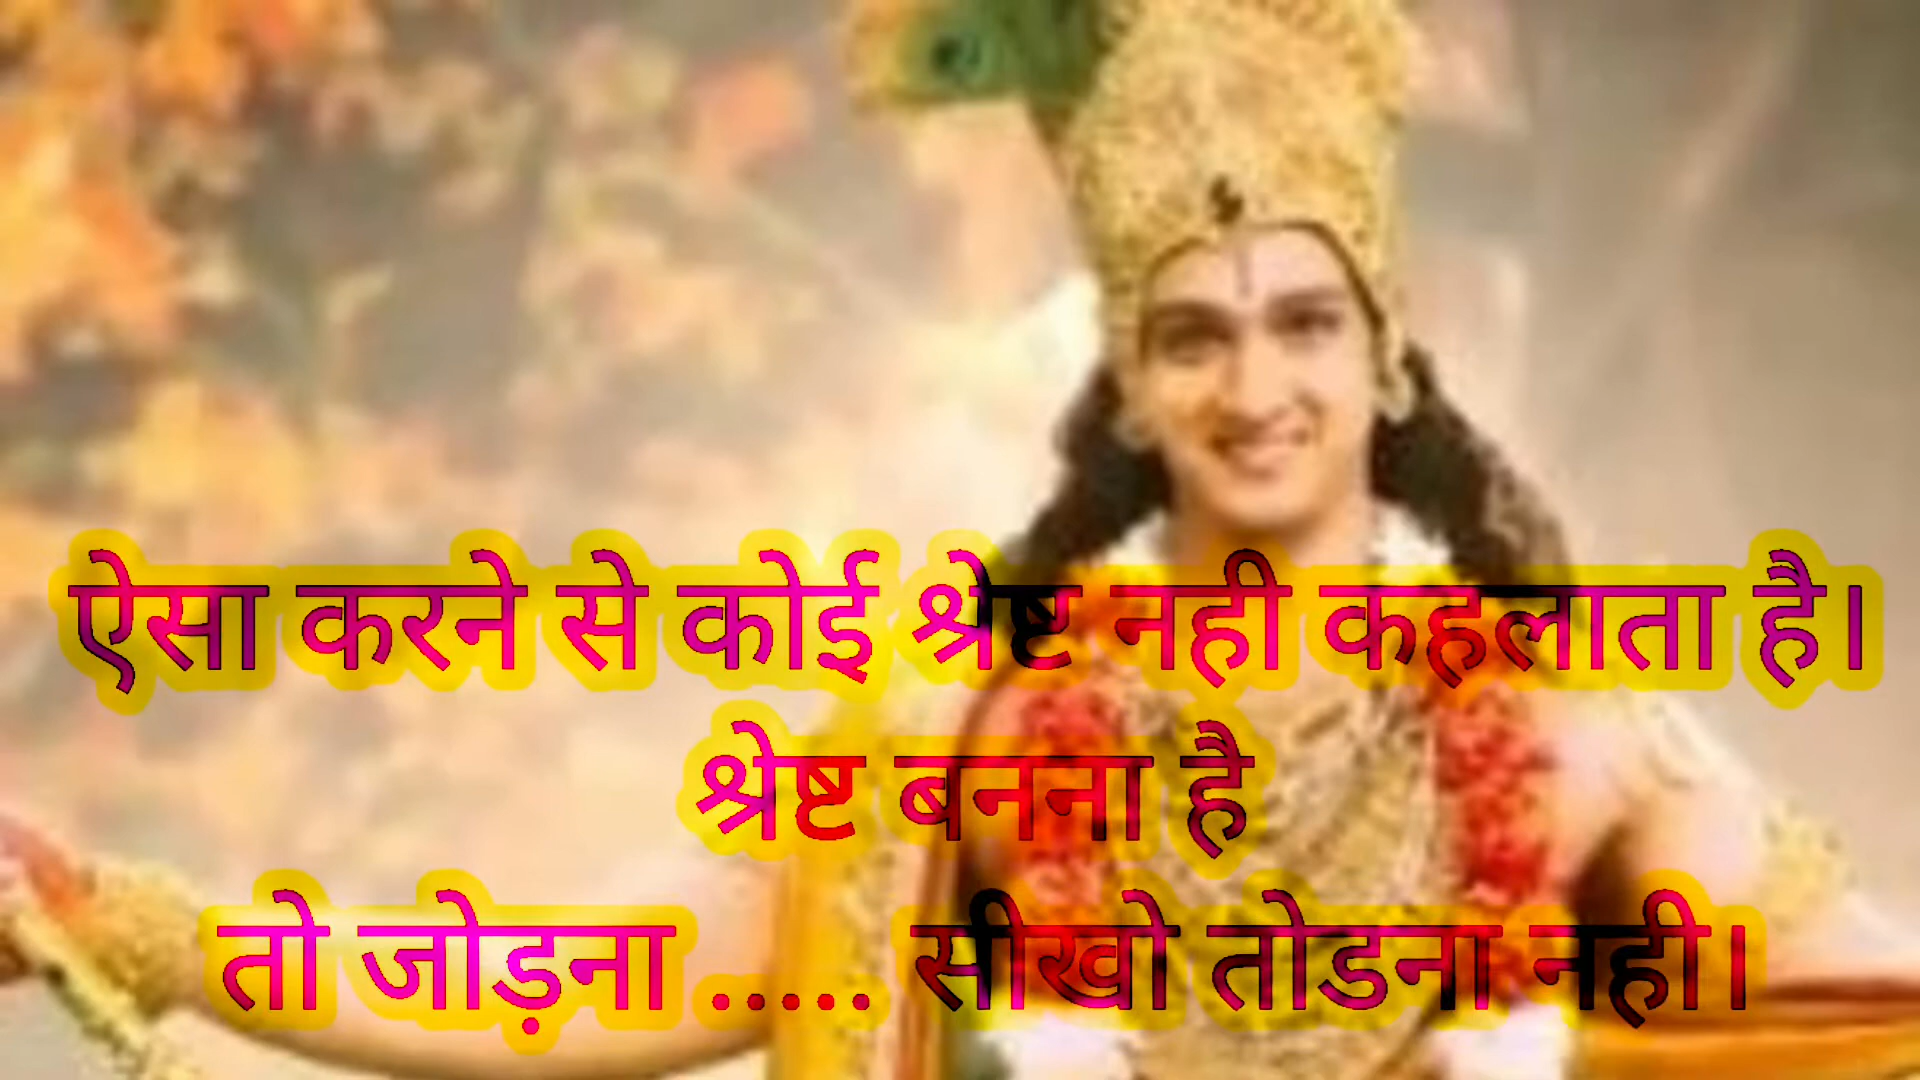 ऐसा करने से कोई श्रेष्ट नही कहलाता है।
श्रेष्ट बनना है
तो जोड़ना ..... सीखो तोडना नही।